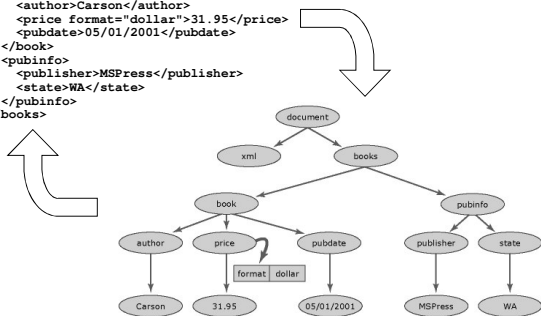 <author>Carson</author>
<price format="dollar">31.95</price>
<pubdate>05/01/2001</pubdate>
</book>
<pubinfo>
<publisher>MSPress</publisher>
<state>WA</state>
</pubinfo>
books>
document
xml books
book pubinfo
author price pubdate publisher state
format dollar
Carson 31.95 05/01/2001 MSPress WA